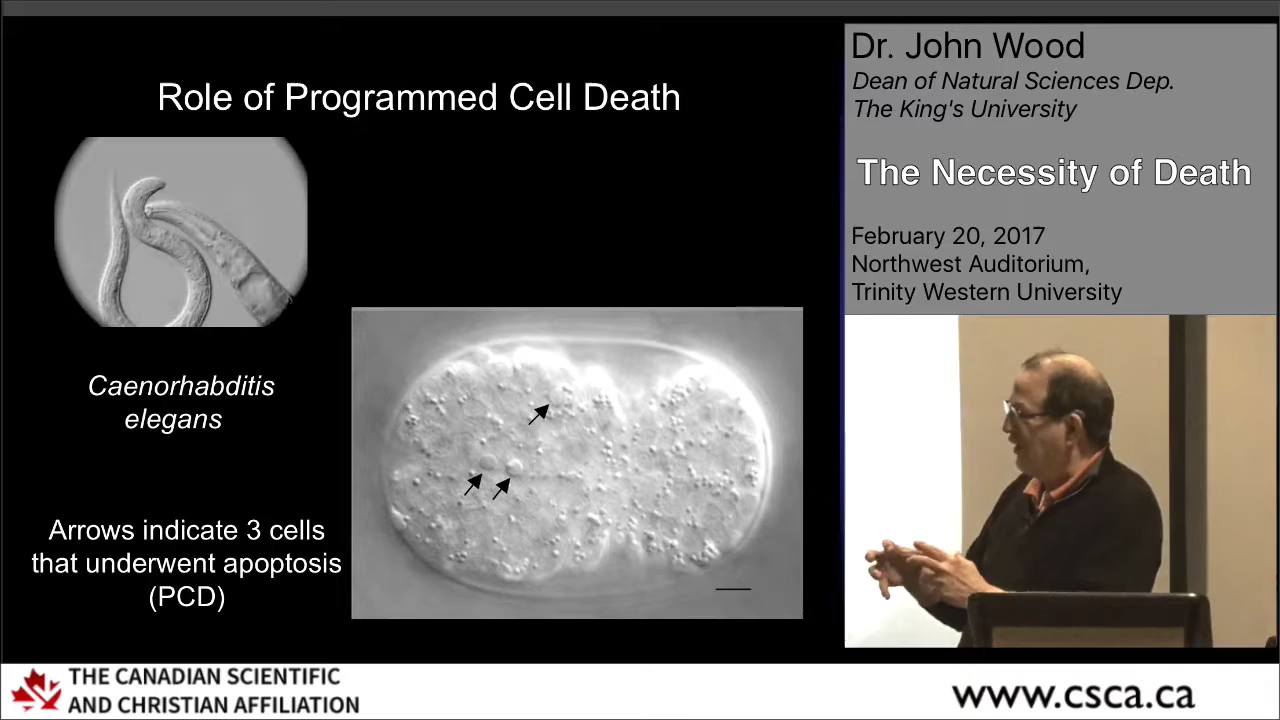 Role of Programmed Cell Death
Caenorhabditis
elegans
Arrows indicate 3 cells
that underwent apoptosis
(PCD)
Dr. John Wood
Dean of Natural Sciences Dep.
The King's University
The Necessity of Death
February 20, 2017
Northwest Auditorium,
Trinity Western University
THE CANADIAN SCIENTIFIC
AND CHRISTIAN AFFILIATION
www.csca.ca